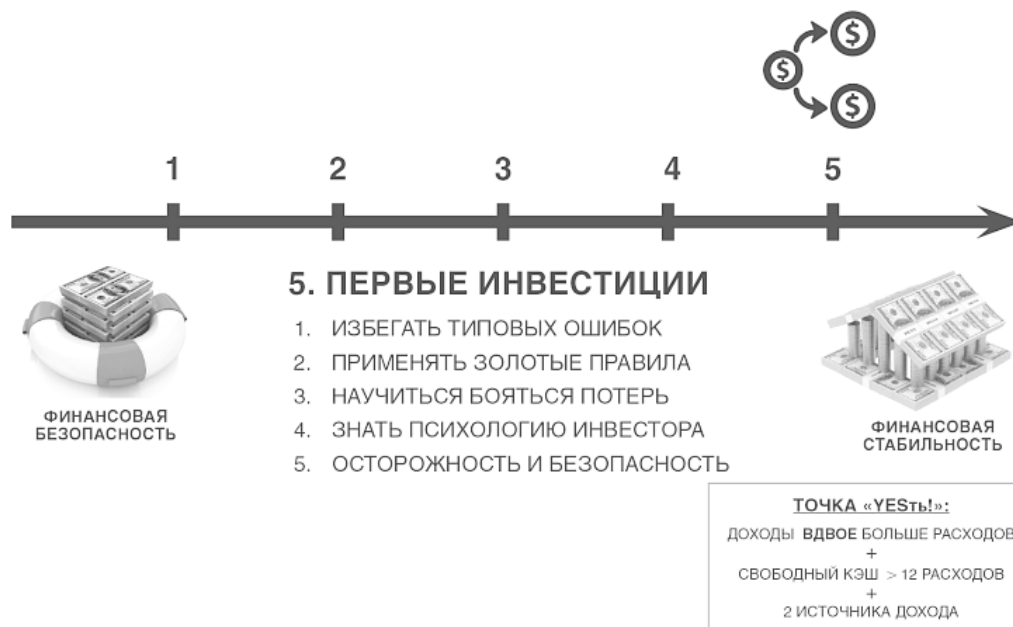 1 2 3 4 5
5. ПЕРВЫЕ ИНВЕСТИЦИИ
1. ИЗБЕГАТЬ ТИПОВЫХ ОШИБОК
2. ПРИМЕНЯТЬ ЗОЛОТЫЕ ПРАВИЛА
3. НАУЧИТЬСЯ БОЯТЬСЯ ПОТЕРЬ
4. ЗНАТЬ ПСИХОЛОГИЮ ИНВЕСТОРА
5. ОСТОРОЖНОСТЬ И БЕЗОПАСНОСТЬ
ФИНАНСОВАЯ
БЕЗОПАСНОСТЬ
ФИНАНСОВАЯ
СТАБИЛЬНОСТЬ
ТОЧКА «YESть!»:
ДОХОДЫ ВДВОЕ БОЛЬШЕ РАСХОДОВ
+
СВОБОДНЫЙ КЭШ > 12 РАСХОДОВ
+
2 ИСТОЧНИКА ДОХОДА